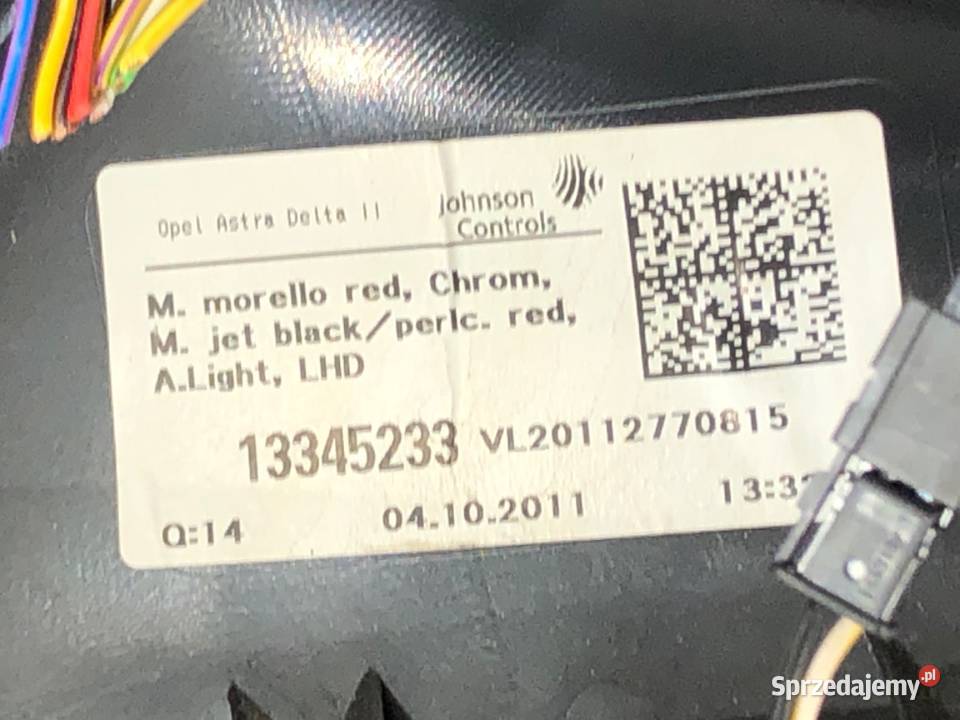 Opel Astra Delta II
Johnson
Controls
M. morello red, Chrom,
M. jet black/perlc. red,
A.Light, LHD
13345233 VL20112770815
Q:14 04.10.2011
Sprzedajemy.pl